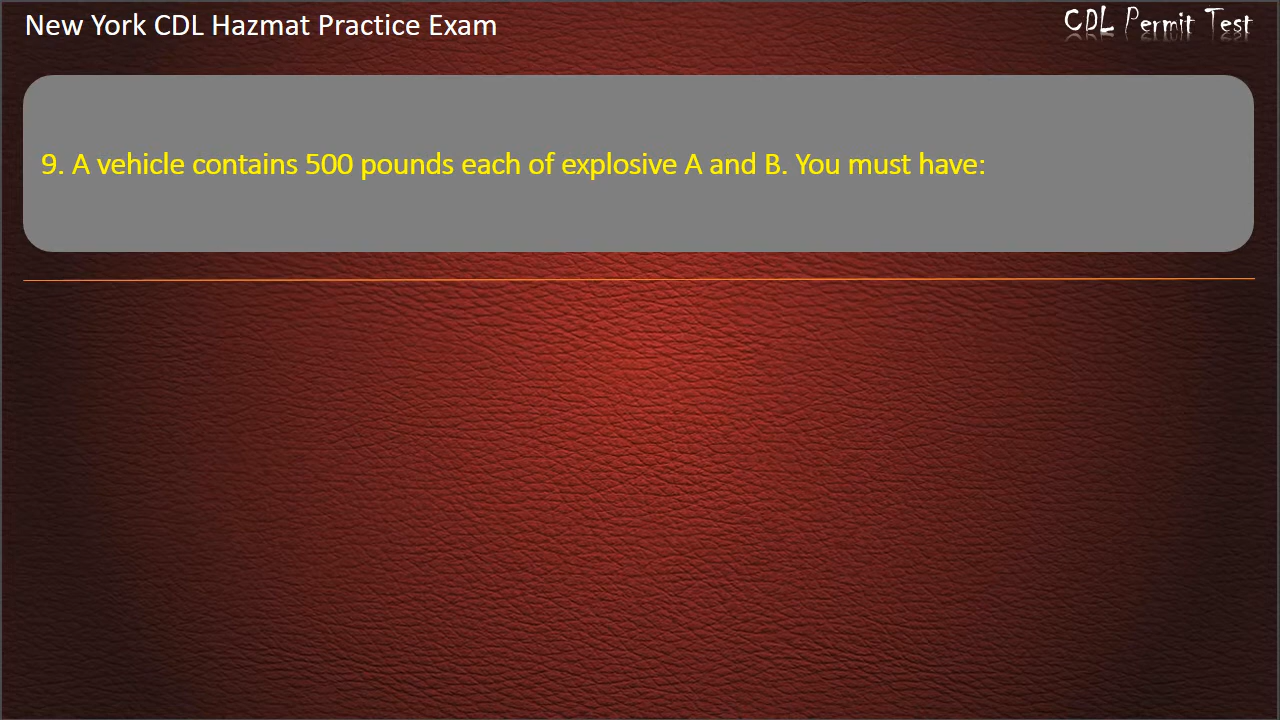 New York CDL Hazmat Practice Exam
CDL Permit Test
9. A vehicle contains 500 pounds each of explosive A and B. You must have: